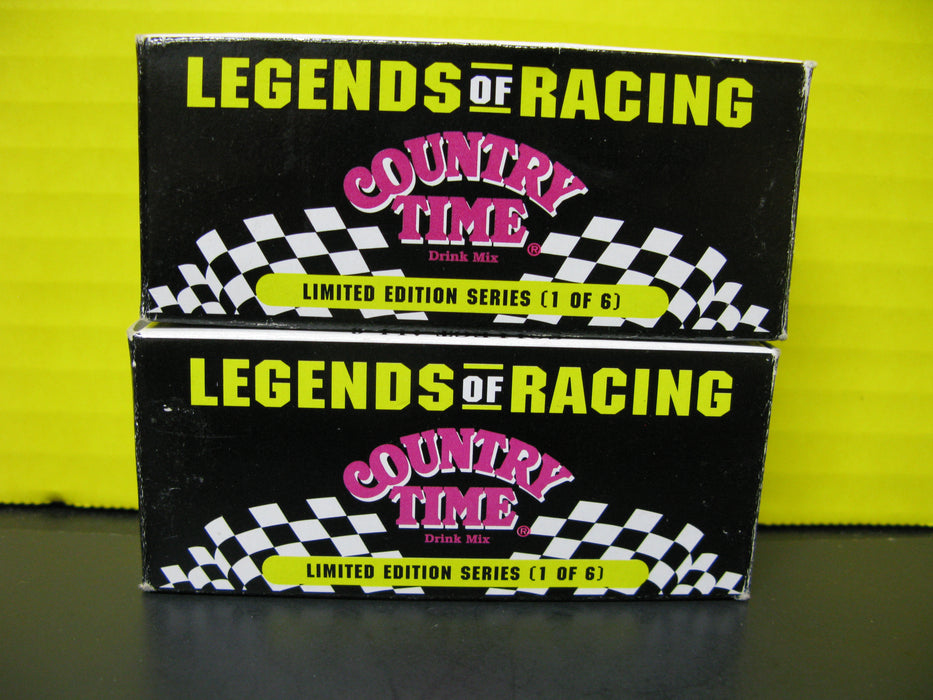 LEGENDS OF RACING
COUNTRY
TIME®
Drink Mix
LIMITED EDITION SERIES (1 OF 6)
LEGENDS OF RACING
COUNTRY
TIME®
Drink Mix
LIMITED EDITION SERIES (1 OF 6)